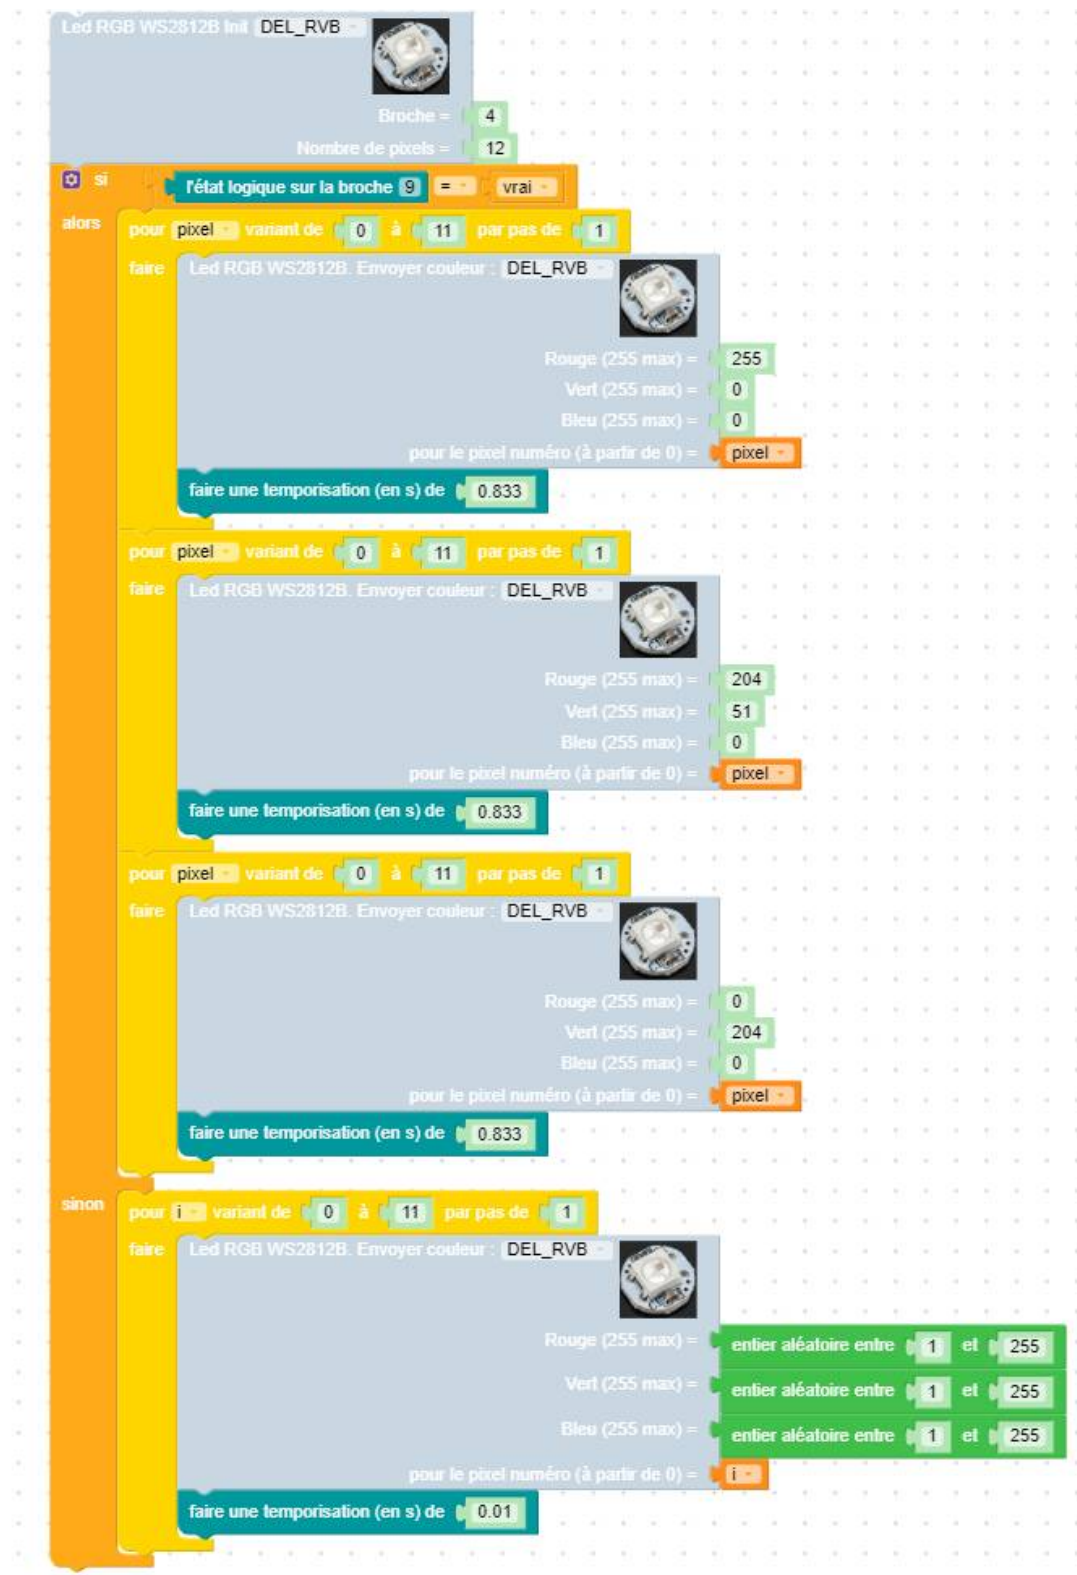 Led RGB WS2812B Init DEL_RVB
Broche = 4
Nombre de pixels = 12
si l'état logique sur la broche 9 = vrai
alors pour pixel variant de 0 à 11 par pas de 1
faire Led RGB WS2812B. Envoyer couleur : DEL_RVB
Rouge (255 max) = 255
Vert (255 max) = 0
Bleu (255 max) = 0
pour le pixel numéro (à partir de 0) = pixel
faire une temporisation (en s) de 0.833
pour pixel variant de 0 à 11 par pas de 1
faire Led RGB WS2812B. Envoyer couleur : DEL_RVB
Rouge (255 max) = 204
Vert (255 max) = 51
Bleu (255 max) = 0
pour le pixel numéro (à partir de 0) = pixel
faire une temporisation (en s) de 0.833
pour pixel variant de 0 à 11 par pas de 1
faire Led RGB WS2812B. Envoyer couleur : DEL_RVB
Rouge (255 max) = 0
Vert (255 max) = 204
Bleu (255 max) = 0
pour le pixel numéro (à partir de 0) = pixel
faire une temporisation (en s) de 0.833
sinon pour i variant de 0 à 11 par pas de 1
faire Led RGB WS2812B. Envoyer couleur : DEL_RVB
Rouge (255 max) = entier aléatoire entre 1 et 255
Vert (255 max) = entier aléatoire entre 1 et 255
Bleu (255 max) = entier aléatoire entre 1 et 255
pour le pixel numéro (à partir de 0) = i
faire une temporisation (en s) de 0.01